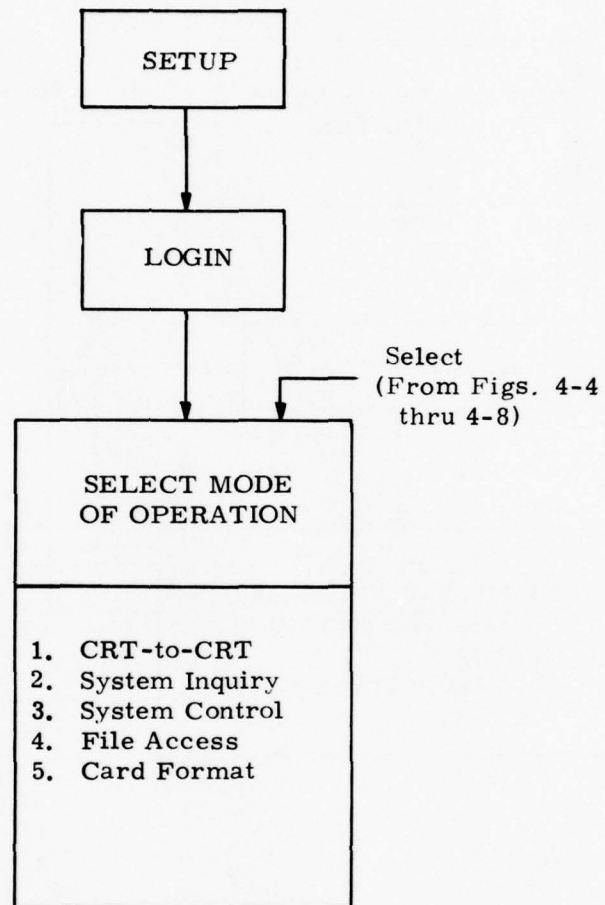 SETUP
LOGIN
Select
(From Figs. 4-4
thru 4-8)
SELECT MODE
OF OPERATION
1. CRT-to-CRT
2. System Inquiry
3. System Control
4. File Access
5. Card Format